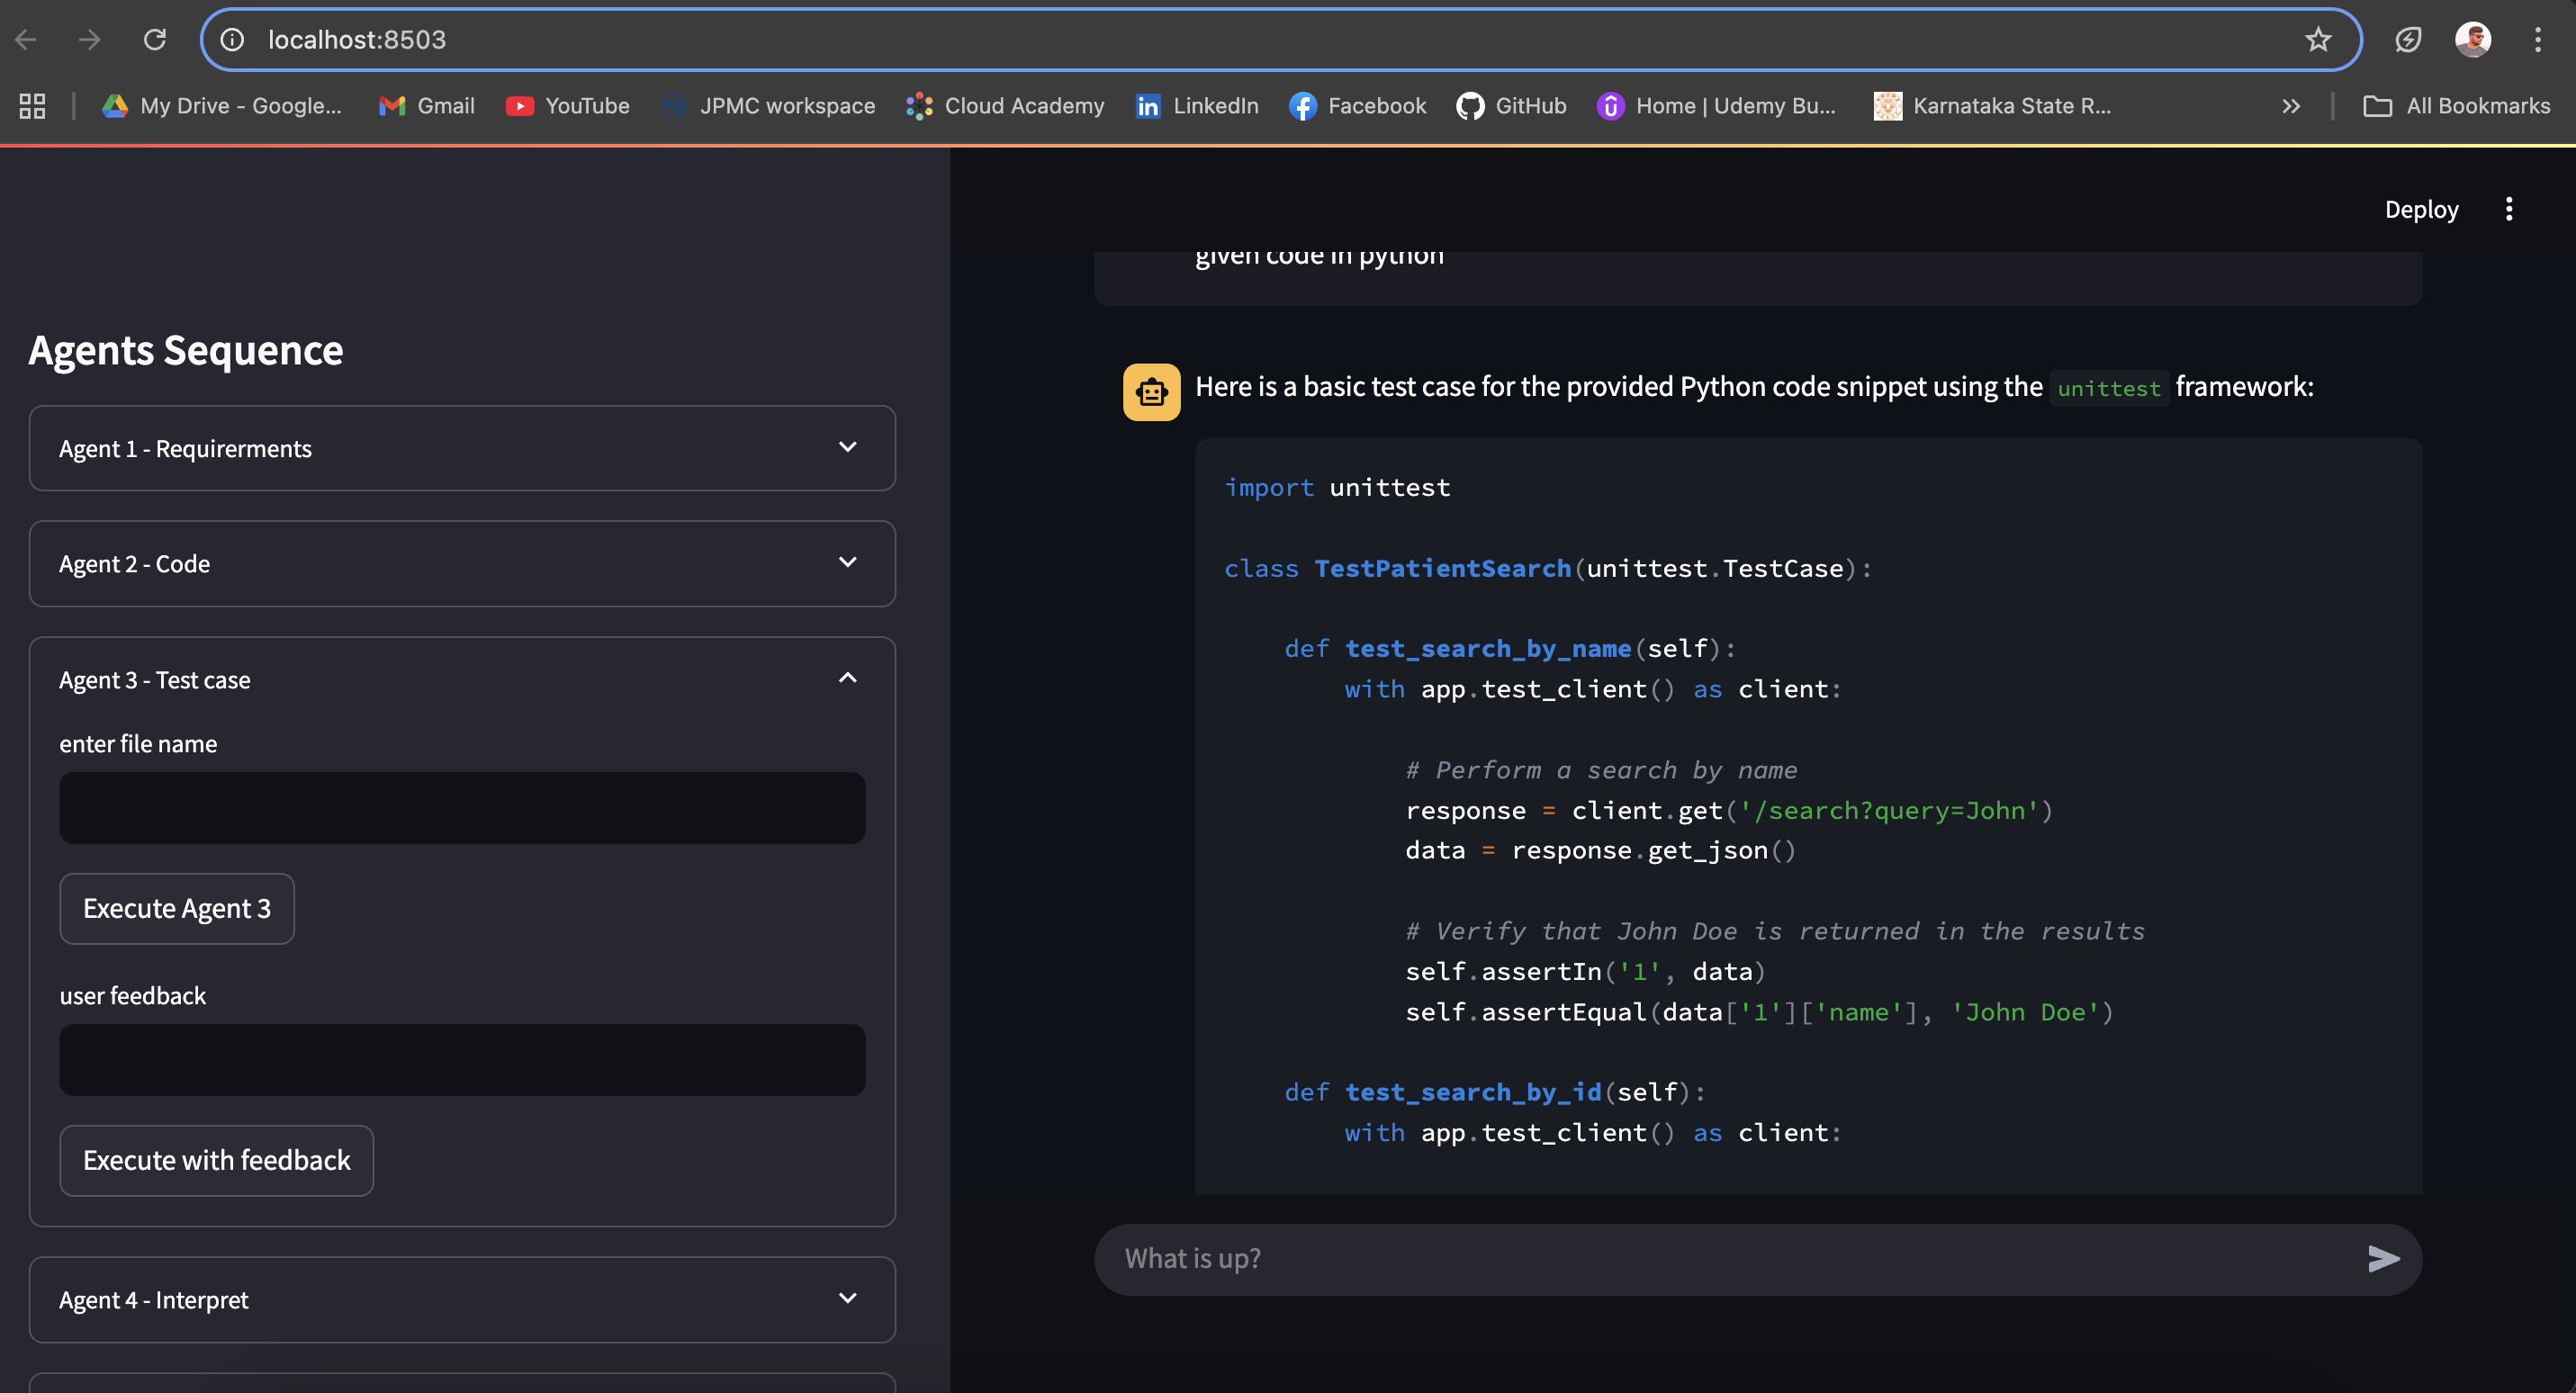 localhost:8503
My Drive - Google...
Gmail
YouTube
JPMC workspace
Cloud Academy
LinkedIn
Facebook
GitHub
Home | Udemy Bu...
Karnataka State R...
All Bookmarks
Deploy
Agents Sequence
Agent 1 - Requirerments
Agent 2 - Code
Agent 3 - Test case
enter file name
Execute Agent 3
user feedback
Execute with feedback
Agent 4 - Interpret
given code in python
Here is a basic test case for the provided Python code snippet using the unittest framework:
import unittest
class TestPatientSearch(unittest.TestCase):
def test_search_by_name(self):
with app.test_client() as client:
# Perform a search by name
response = client.get('/search?query=John')
data = response.get_json()
# Verify that John Doe is returned in the results
self.assertIn('1', data)
self.assertEqual(data['1']['name'], 'John Doe')
def test_search_by_id(self):
with app.test_client() as client:
What is up?